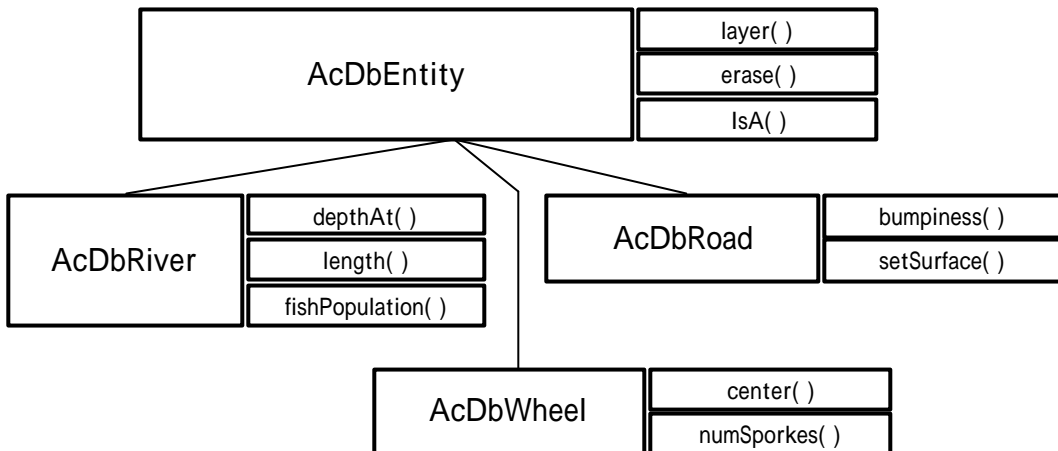 AcDbEntity
layer( )
erase( )
IsA( )
AcDbRiver
depthAt( )
length( )
fishPopulation( )
AcDbRoad
bumpiness( )
setSurface( )
AcDbWheel
center( )
numSporkes( )